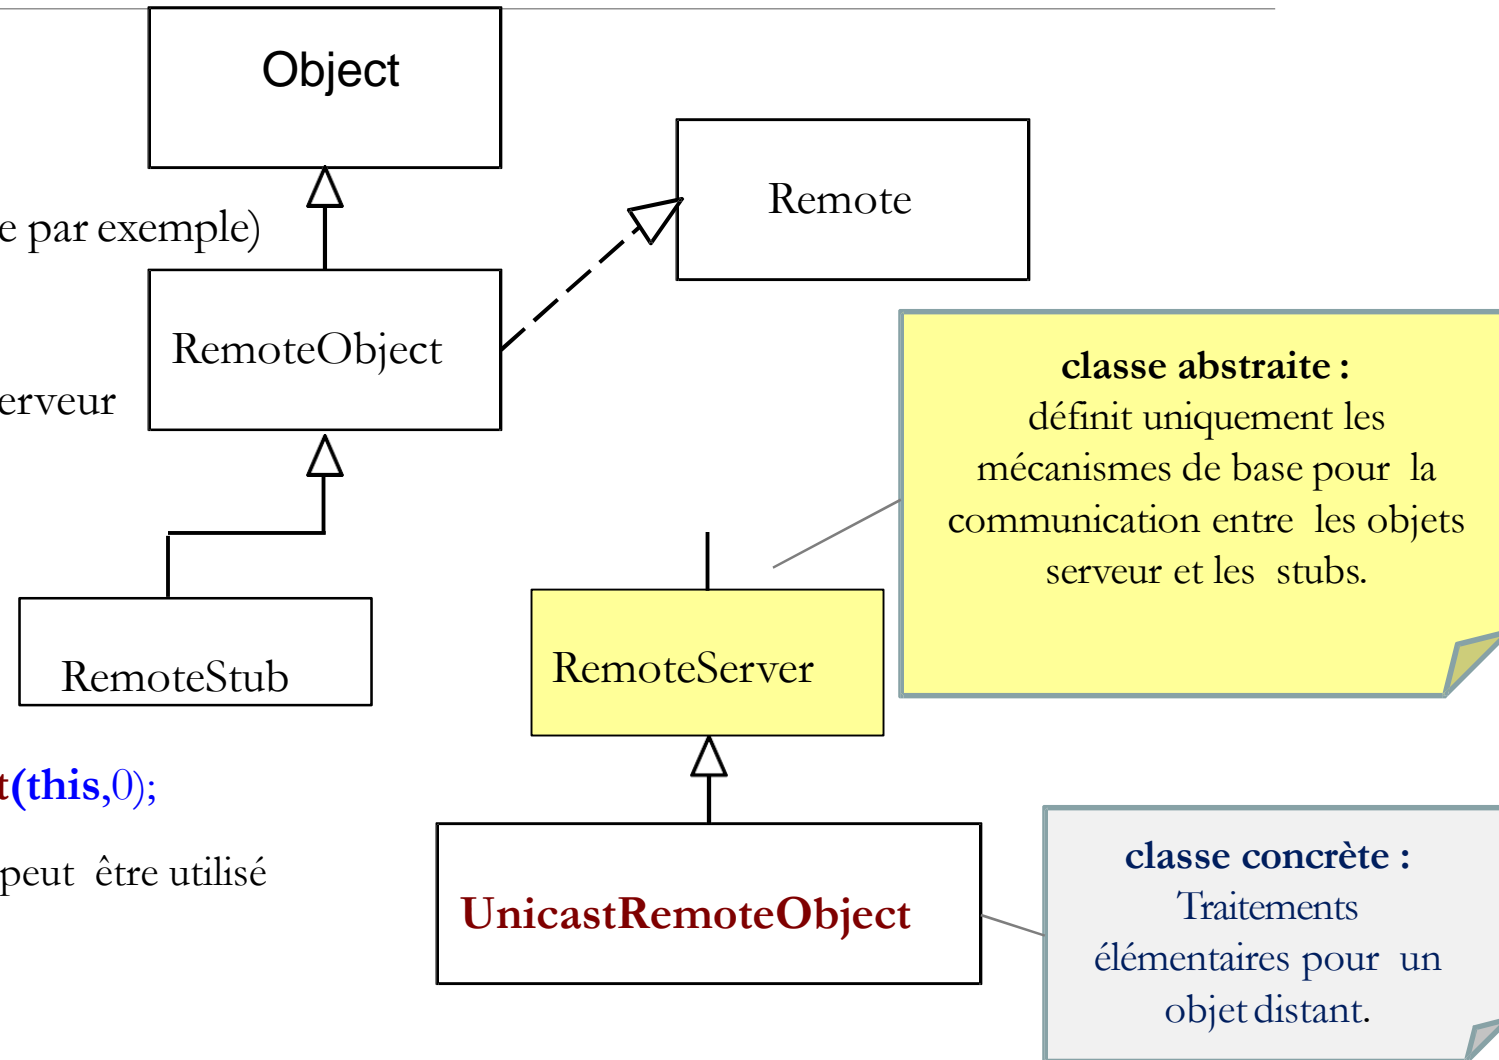 Object
Remote
e par exemple)
RemoteObject
erveur
classe abstraite :
définit uniquement les
mécanismes de base pour la
communication entre les objets
serveur et les stubs.
RemoteStub
RemoteServer
t(this,0);
peut être utilisé
UnicastRemoteObject
classe concrète :
Traitements
élémentaires pour un
objet distant.